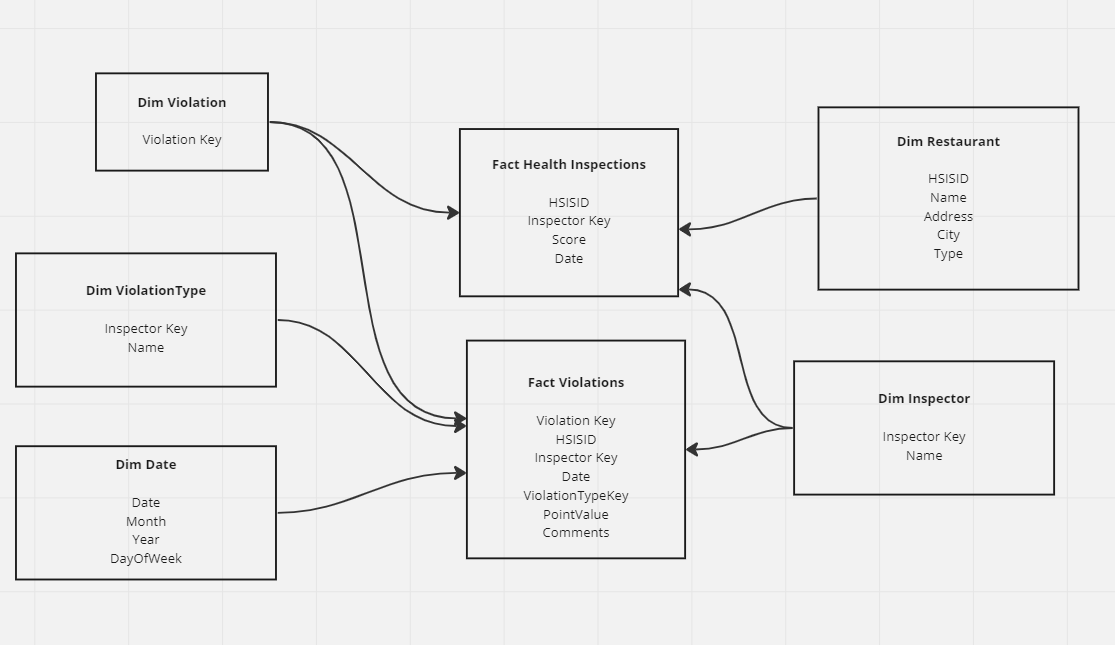 Dim Violation
Violation Key
Dim ViolationType
Inspector Key
Name
Dim Date
Date
Month
Year
DayOfWeek
Fact Health Inspections
HSISID
Inspector Key
Score
Date
Fact Violations
Violation Key
HSISID
Inspector Key
Date
ViolationTypeKey
PointValue
Comments
Dim Restaurant
HSISID
Name
Address
City
Type
Dim Inspector
Inspector Key
Name